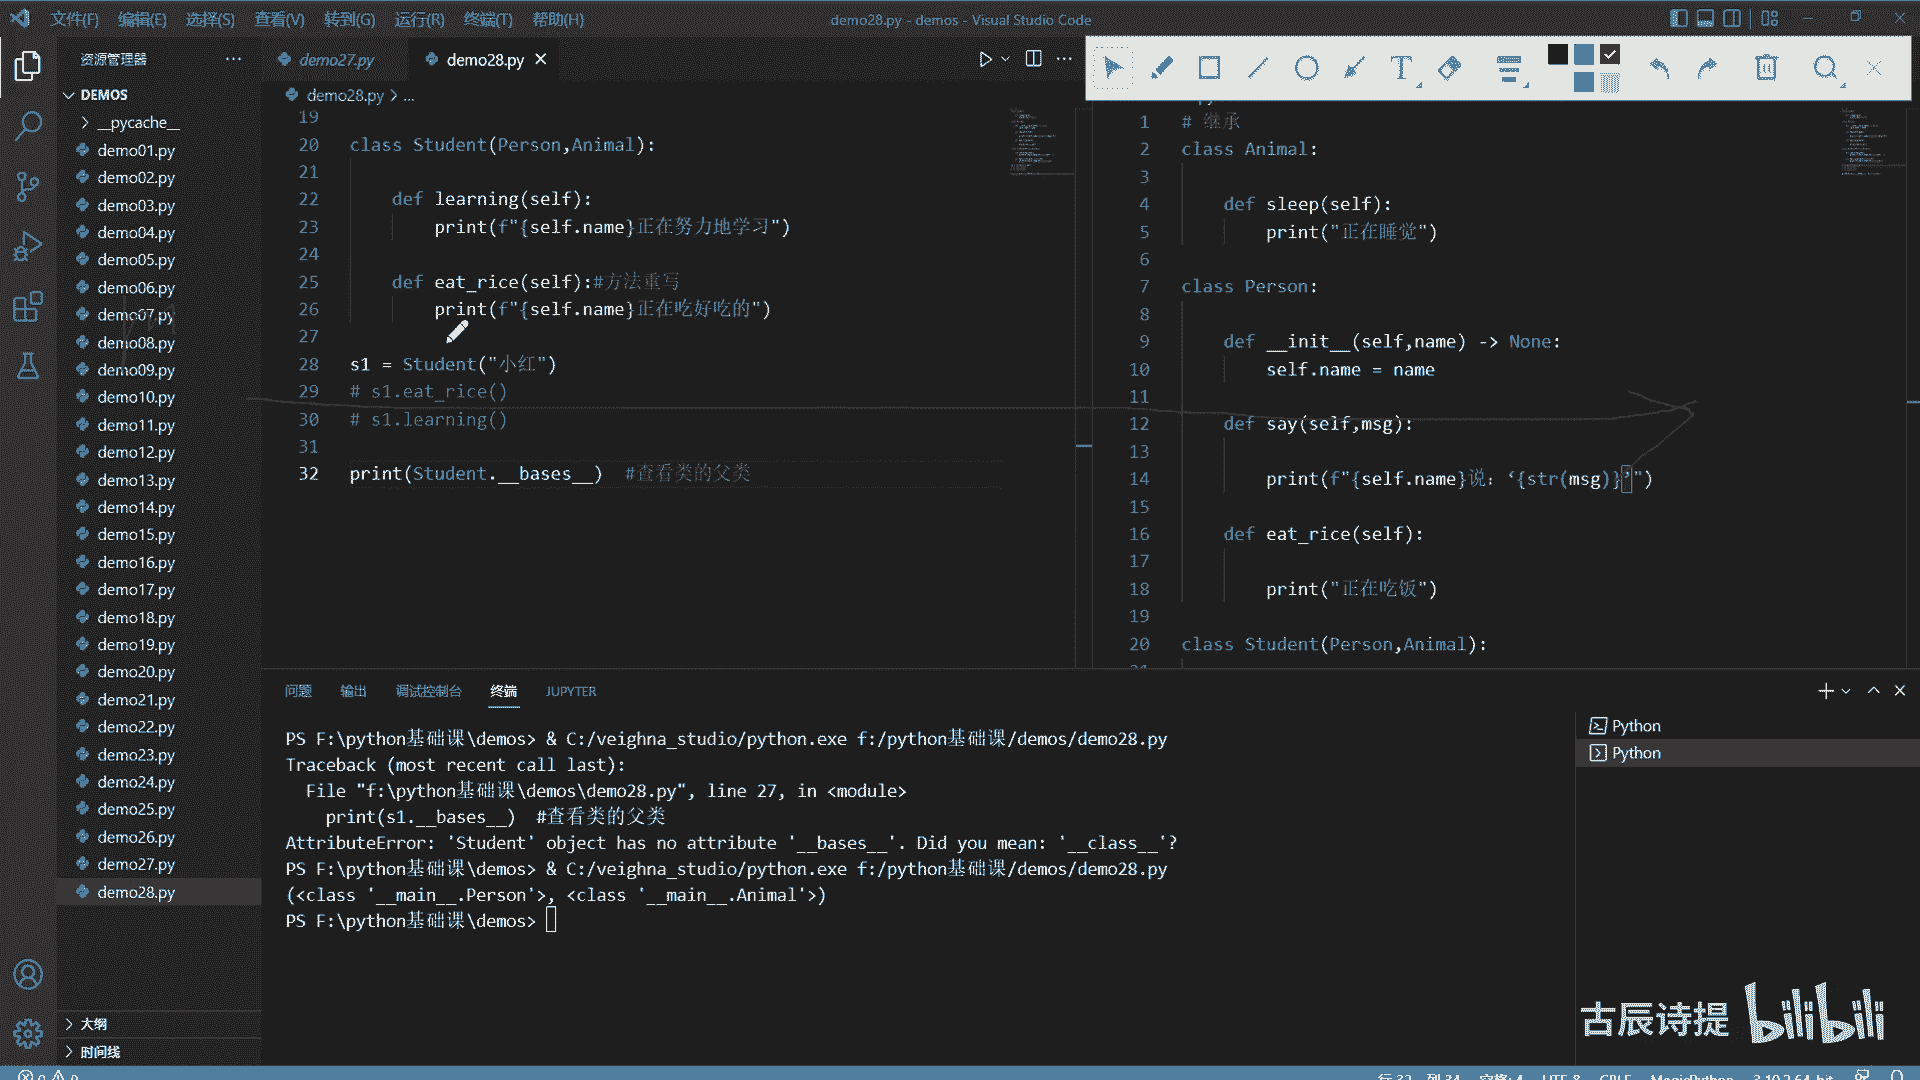 文件(F) 编辑(E) 选择(S) 查看(V) 转到(G) 运行(R) 终端(T) 帮助(H)
demo28.py - demos - Visual Studio Code
资源管理器
DEMOS
__pycache__
demo01.py
demo02.py
demo03.py
demo04.py
demo05.py
demo06.py
demo07.py
demo08.py
demo09.py
demo10.py
demo11.py
demo12.py
demo13.py
demo14.py
demo15.py
demo16.py
demo17.py
demo18.py
demo19.py
demo20.py
demo21.py
demo22.py
demo23.py
demo24.py
demo25.py
demo26.py
demo27.py
demo28.py
大纲
时间线
demo27.py
demo28.py
demo28.py > ...
19
20 class Student(Person,Animal):
21
22 def learning(self):
23 print(f"{self.name}正在努力地学习")
24
25 def eat_rice(self):#方法重写
26 print(f"{self.name}正在吃好吃的")
27
28 s1 = Student("小红")
29 # s1.eat_rice()
30 # s1.learning()
31
32 print(Student.__bases__) #查看类的父类
1 # 继承
2 class Animal:
3
4 def sleep(self):
5 print("正在睡觉")
6
7 class Person:
8
9 def __init__(self,name) -> None:
10 self.name = name
11
12 def say(self,msg):
13
14 print(f"{self.name}说：‘{str(msg)}’")
15
16 def eat_rice(self):
17
18 print("正在吃饭")
19
20 class Student(Person,Animal):
问题 输出 调试控制台 终端 JUPYTER
PS F:\python基础课\demos> & C:/veighna_studio/python.exe f:/python基础课/demos/demo28.py
Traceback (most recent call last):
File "f:\python基础课\demos\demo28.py", line 27, in <module>
print(s1.__bases__) #查看类的父类
AttributeError: 'Student' object has no attribute '__bases__'. Did you mean: '__class__'?
PS F:\python基础课\demos> & C:/veighna_studio/python.exe f:/python基础课/demos/demo28.py
(<class '__main__.Person'>, <class '__main__.Animal'>)
PS F:\python基础课\demos>
Python
Python
古辰诗提 bilibili